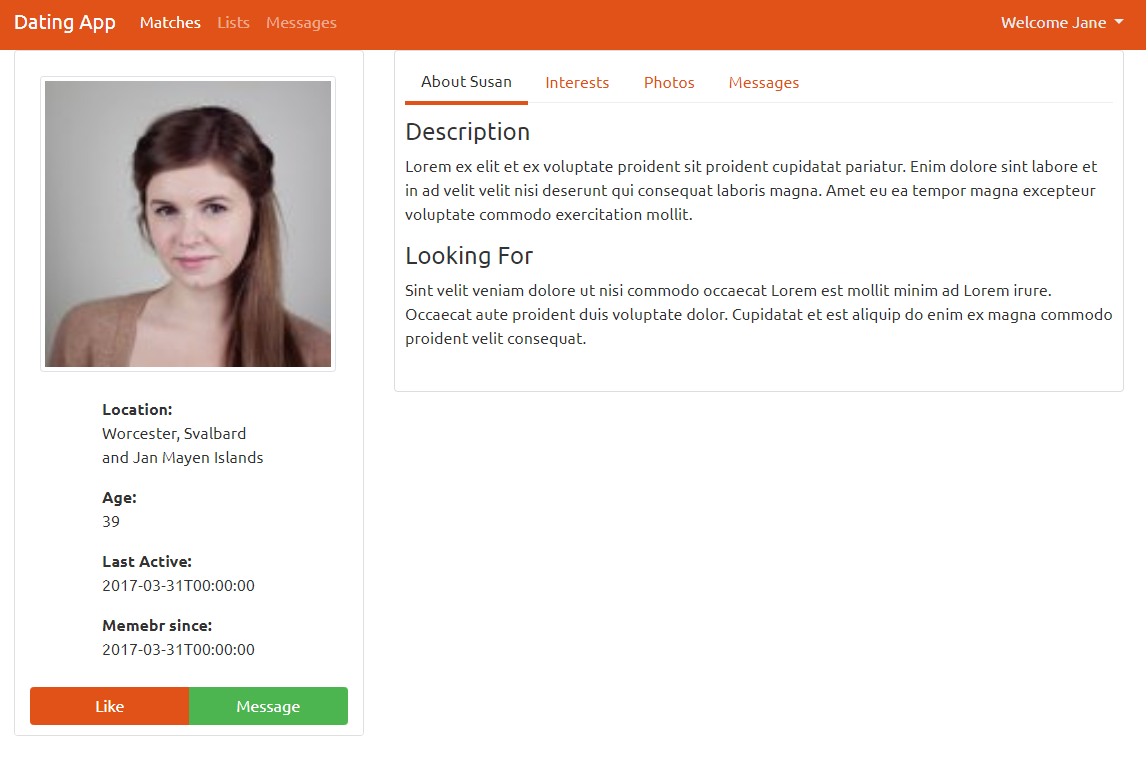 Dating App Matches Lists Messages Welcome Jane
Location:
Worcester, Svalbard
and Jan Mayen Islands
Age:
39
Last Active:
2017-03-31T00:00:00
Memebr since:
2017-03-31T00:00:00
Like Message
About Susan Interests Photos Messages
Description
Lorem ex elit et ex voluptate proident sit proident cupidatat pariatur. Enim dolore sint labore et
in ad velit velit nisi deserunt qui consequat laboris magna. Amet eu ea tempor magna excepteur
voluptate commodo exercitation mollit.
Looking For
Sint velit veniam dolore ut nisi commodo occaecat Lorem est mollit minim ad Lorem irure.
Occaecat aute proident duis voluptate dolor. Cupidatat et est aliquip do enim ex magna commodo
proident velit consequat.